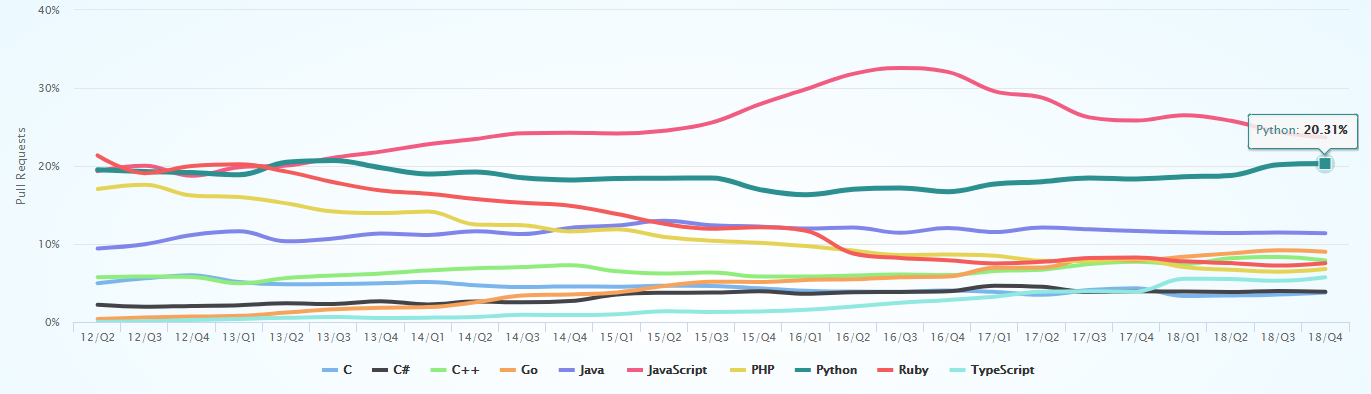 40%
30%
20%
10%
0%
Pull Requests
Python: 20.31%
12/Q2 12/Q3 12/Q4 13/Q1 13/Q2 13/Q3 13/Q4 14/Q1 14/Q2 14/Q3 14/Q4 15/Q1 15/Q2 15/Q3 15/Q4 16/Q1 16/Q2 16/Q3 16/Q4 17/Q1 17/Q2 17/Q3 17/Q4 18/Q1 18/Q2 18/Q3 18/Q4
C C# C++ Go Java JavaScript PHP Python Ruby TypeScript